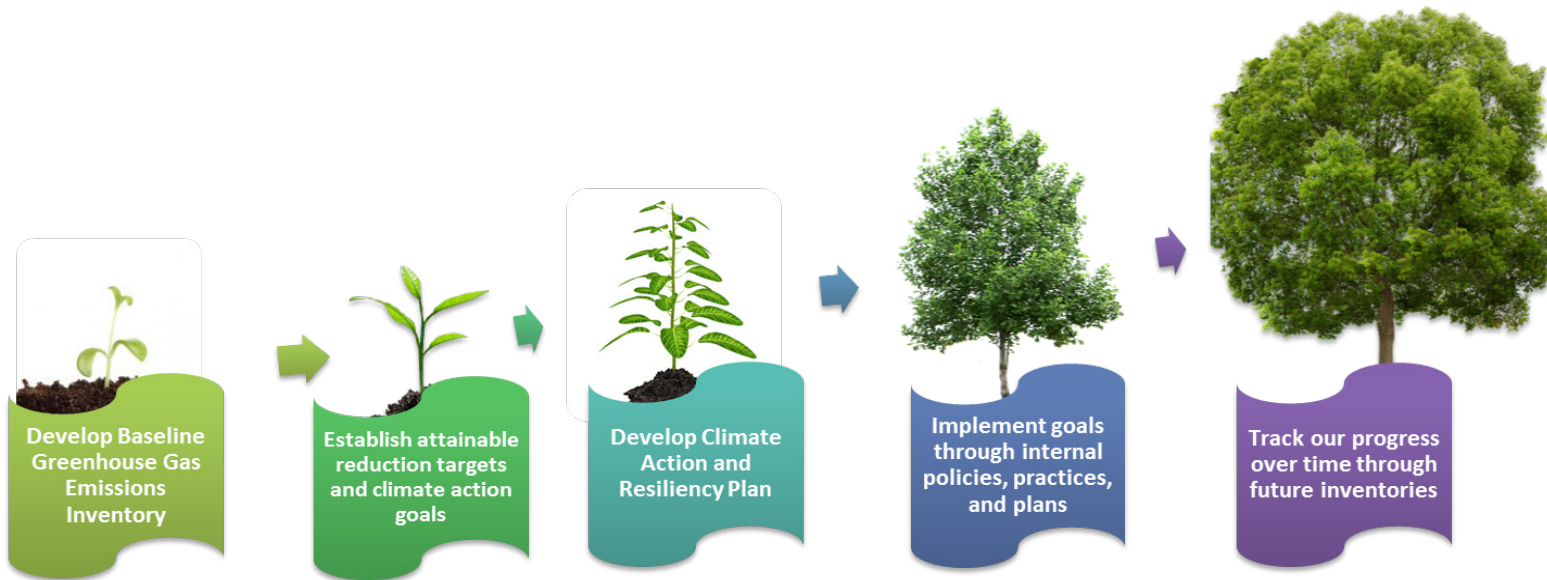 Develop Baseline
Greenhouse Gas
Emissions
Inventory
Establish attainable
reduction targets
and climate action
goals
Develop Climate
Action and
Resiliency Plan
Implement goals
through internal
policies, practices,
and plans
Track our progress
over time through
future inventories